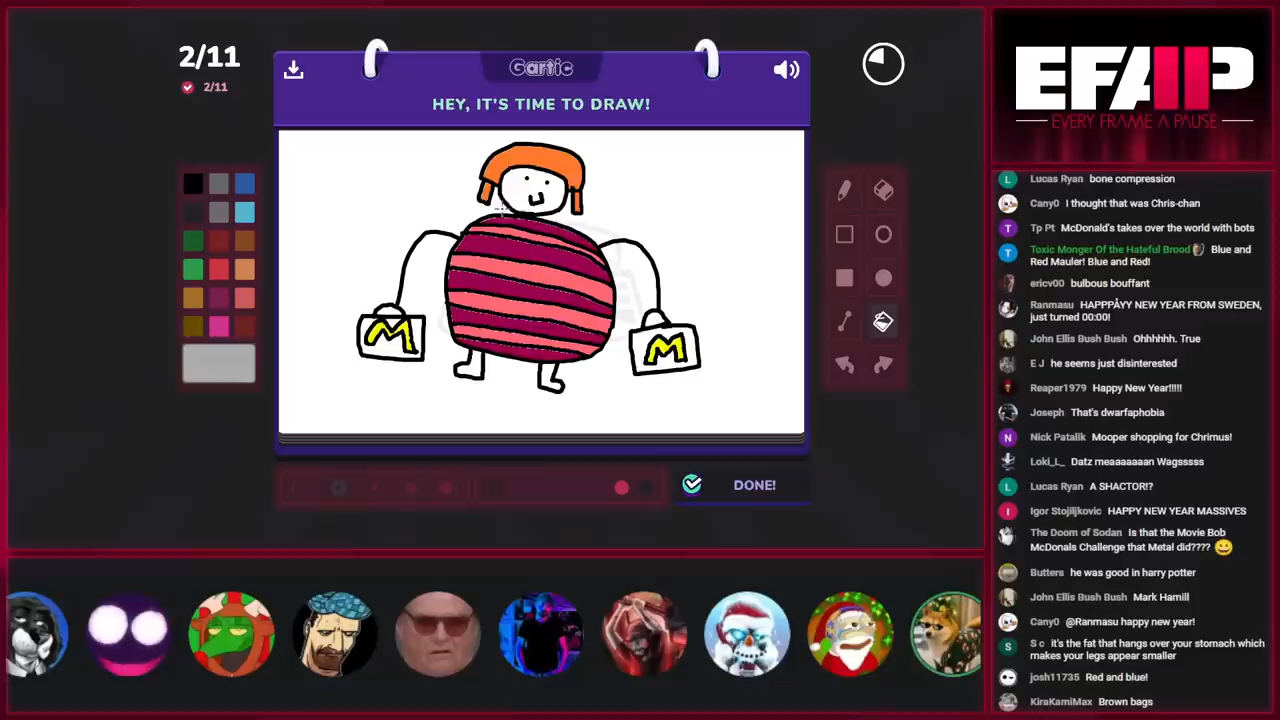 2/11
2/11
Gartic
HEY, IT'S TIME TO DRAW!
M
M
DONE!
EFAP
EVERY FRAME A PAUSE
Lucas Ryan bone compression
Cany0 I thought that was Chris-chan
Tp Pt McDonald's takes over the world with bots
Toxic Monger Of the Hateful Brood Blue and
Red Mauler! Blue and Red!
ericv00 bulbous bouffant
Ranmasu HAPPPÅYY NEW YEAR FROM SWEDEN,
just turned 00:00!
John Ellis Bush Bush Ohhhhhh. True
E J he seems just disinterested
Reaper1979 Happy New Year!!!!!
Joseph That's dwarfaphobia
Nick Patalik Mooper shopping for Chrimus!
Loki_L_ Datz meaaaaaaan Wagsssss
Lucas Ryan A SHACTOR!?
Igor Stojiljkovic HAPPY NEW YEAR MASSIVES
The Doom of Sodan Is that the Movie Bob
McDonals Challenge that Metal did????
Butters he was good in harry potter
John Ellis Bush Bush Mark Hamill
Cany0 @Ranmasu happy new year!
S c it's the fat that hangs over your stomach which
makes your legs appear smaller
josh11735 Red and blue!
KiraKamiMax Brown bags